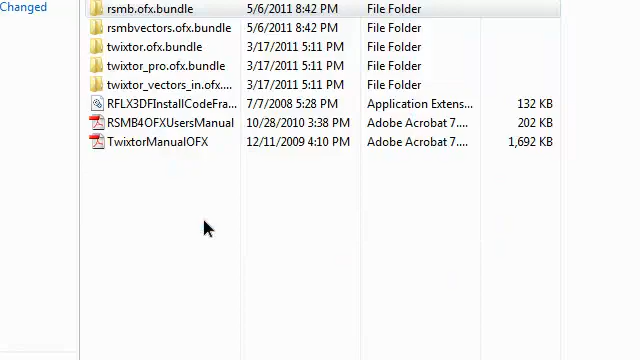 Changed
rsmb.ofx.bundle 5/6/2011 8:42 PM File Folder
rsmbvectors.ofx.bundle 5/6/2011 8:42 PM File Folder
twixtor.ofx.bundle 3/17/2011 5:11 PM File Folder
twixtor_pro.ofx.bundle 3/17/2011 5:11 PM File Folder
twixtor_vectors_in.ofx.... 3/17/2011 5:11 PM File Folder
RFLX3DFInstallCodeFra... 7/7/2008 5:28 PM Application Extens... 132 KB
RSMB4OFXUsersManual 10/28/2010 3:38 PM Adobe Acrobat 7.... 202 KB
TwixtorManualOFX 12/11/2009 4:10 PM Adobe Acrobat 7.... 1,692 KB